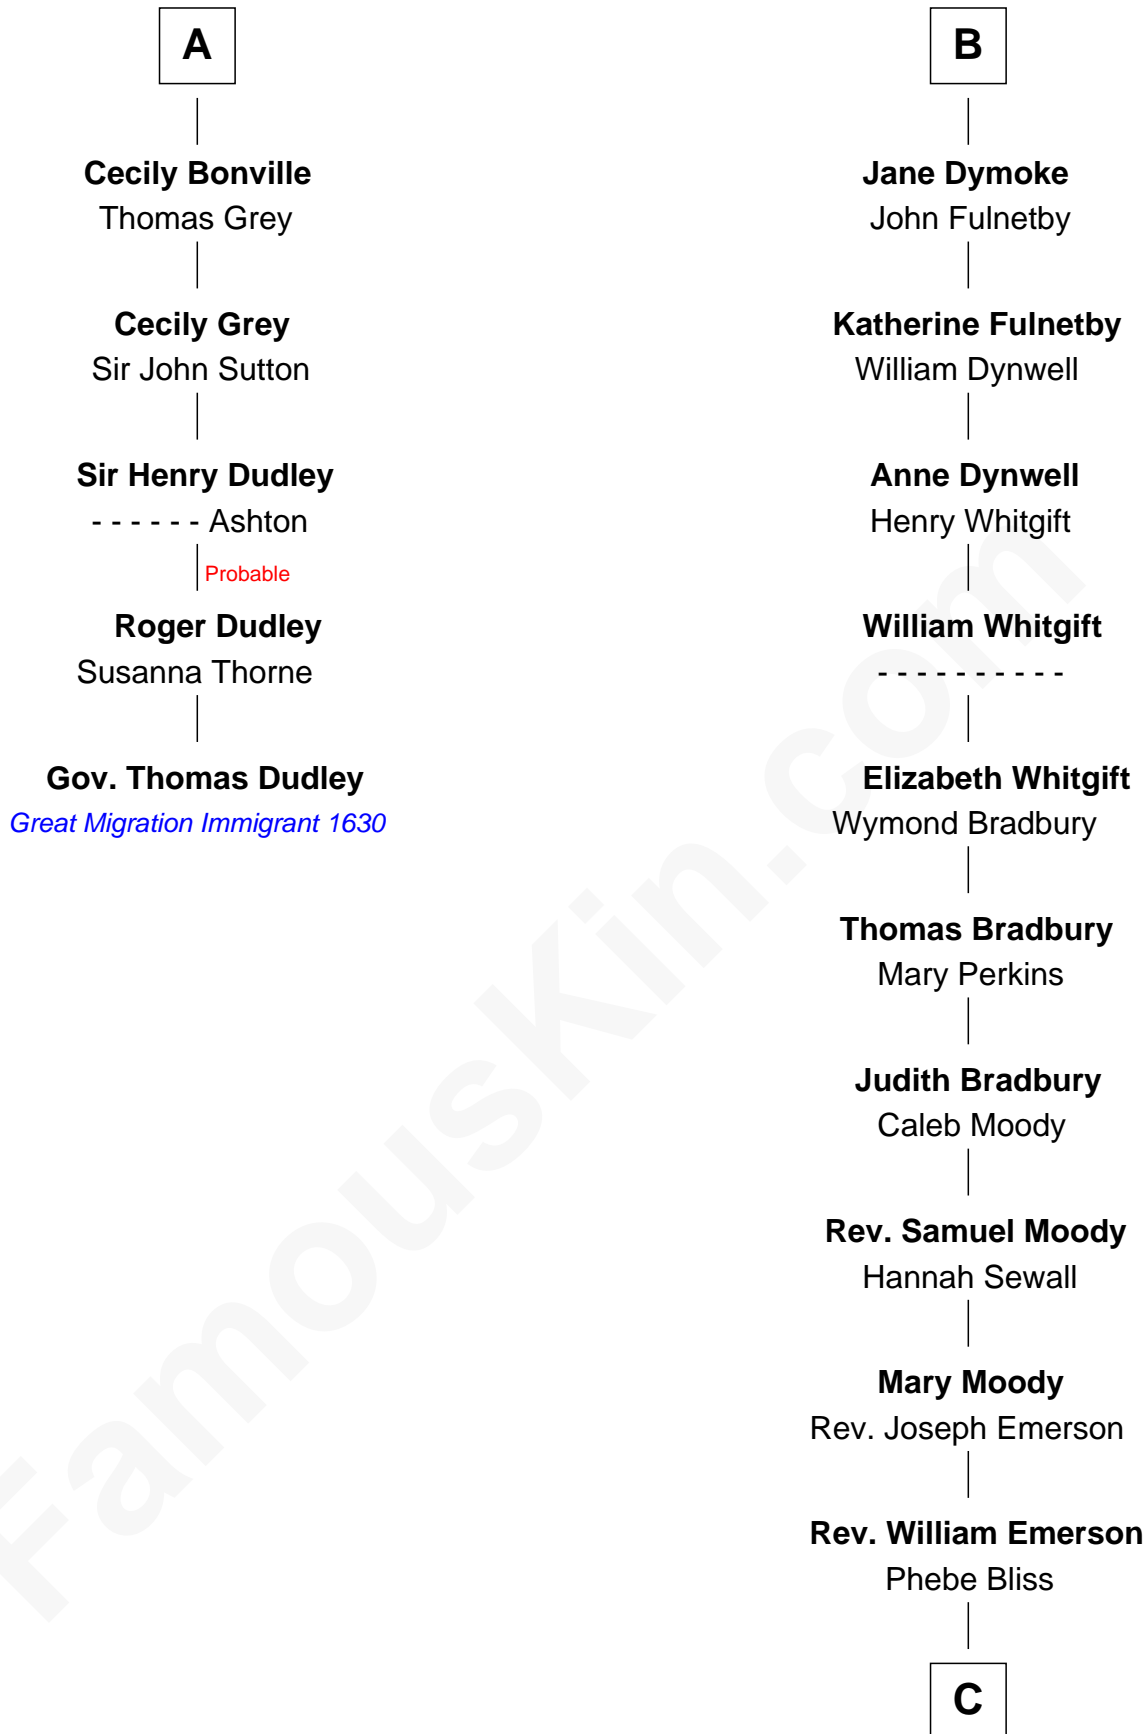 A
Cecily Bonville
Thomas Grey
Cecily Grey
Sir John Sutton
Sir Henry Dudley
- - - - - - Ashton
Probable
Roger Dudley
Susanna Thorne
Gov. Thomas Dudley
Great Migration Immigrant 1630
B
Jane Dymoke
John Fulnetby
Katherine Fulnetby
William Dynwell
Anne Dynwell
Henry Whitgift
William Whitgift
- - - - - - - - - -
Elizabeth Whitgift
Wymond Bradbury
Thomas Bradbury
Mary Perkins
Judith Bradbury
Caleb Moody
Rev. Samuel Moody
Hannah Sewall
Mary Moody
Rev. Joseph Emerson
Rev. William Emerson
Phebe Bliss
C
FamousKin.com